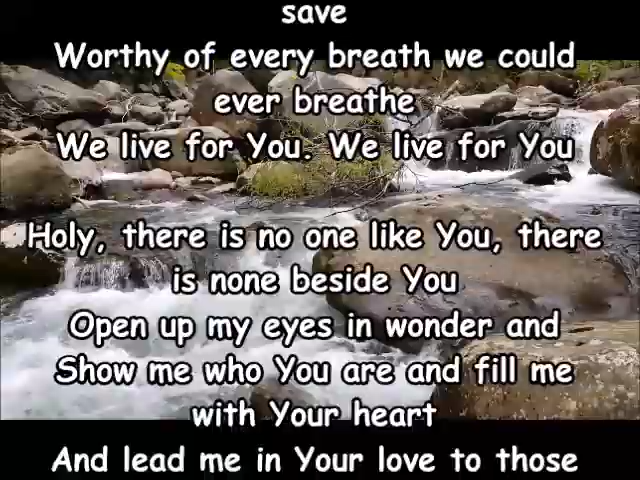 save
Worthy of every breath we could
ever breathe
We live for You. We live for You
Holy, there is no one like You, there
is none beside You
Open up my eyes in wonder and
Show me who You are and fill me
with Your heart
And lead me in Your love to those